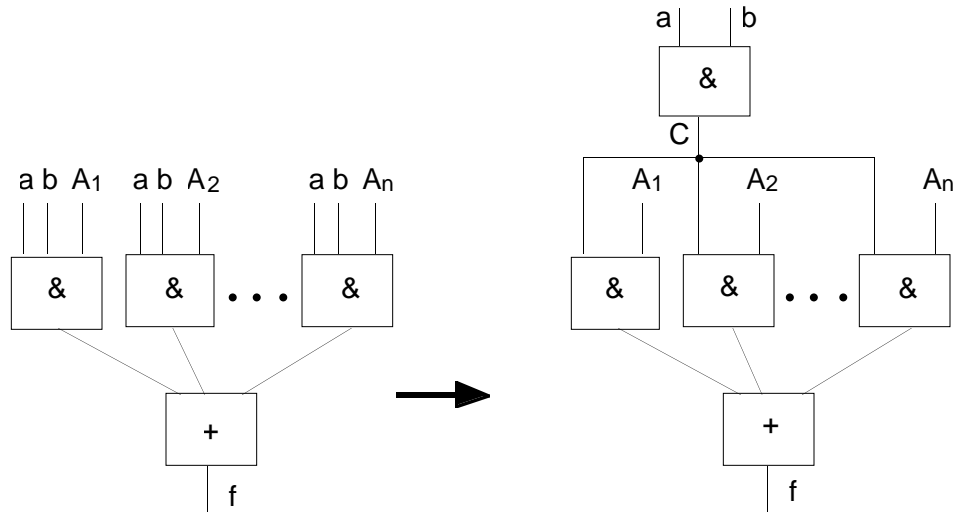 a b
&
C
a b A1 a b A2 a b An
A1 A2 An
& & • • • &
& & • • • &
+
+
f
f